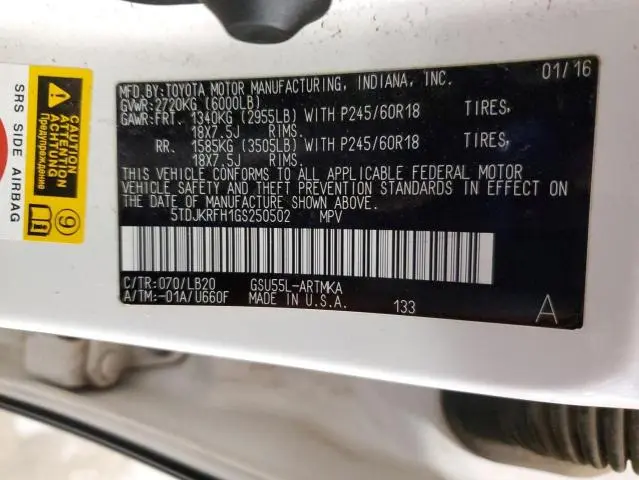 MFD.BY:TOYOTA MOTOR MANUFACTURING, INDIANA, INC. 01/16
GVWR:2720KG (6000LB)
GAWR:FRT. 1340KG (2955LB) WITH P245/60R18 TIRES,
18X7.5J RIMS.
RR. 1585KG (3505LB) WITH P245/60R18 TIRES,
18X7.5J RIMS.
THIS VEHICLE CONFORMS TO ALL APPLICABLE FEDERAL MOTOR
VEHICLE SAFETY AND THEFT PREVENTION STANDARDS IN EFFECT ON
THE DATE OF MANUFACTURE SHOWN ABOVE.
5TDJKRFH1GS250502 MPV
C/TR:070/LB20 GSU55L-ARTMKA
A/TM:-01A/U660F MADE IN U.S.A. 133 A
SRS SIDE AIRBAG
CAUTION
ATTENTION
ACHTUNG
Предупреждение
9